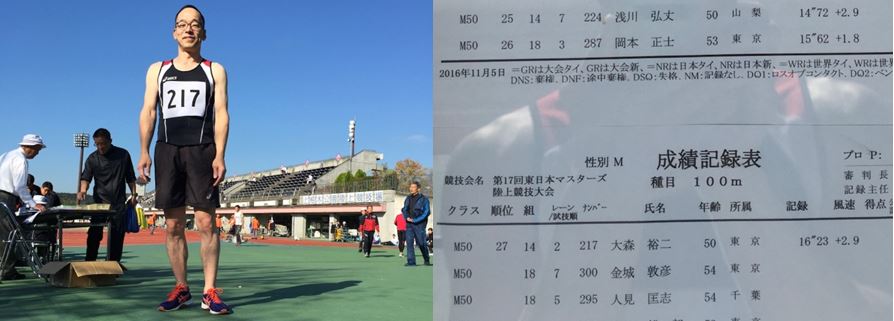 217
M50 25 14 7 224 浅川 弘丈 50 山 梨 14"72 +2.9
M50 26 18 3 287 岡本 正士 53 東 京 15"62 +1.8
2016年11月5日 =GRは大会タイ, GRは大会新, =NRは日本タイ, NRは日本新, =WRは世界タイ, WRは世界
DNS:棄権, DNF:途中棄権, DSQ:失格, NM:記録なし, DQ1:ロスオブコンタクト, DQ2:ベン
性別 M 成績記録表 プロ P:
競技会名 第17回東日本マスターズ 種目 100m 審 判 長
陸上競技大会 記録主任
クラス 順位 組 レーン/試技順 ナンバー 氏名 年齢 所属 記録 風速 得点
M50 27 14 2 217 大森 裕二 50 東 京 16"23 +2.9
M50 18 7 300 金城 敦彦 54 東 京
M50 18 5 295 人見 匡志 54 千 葉